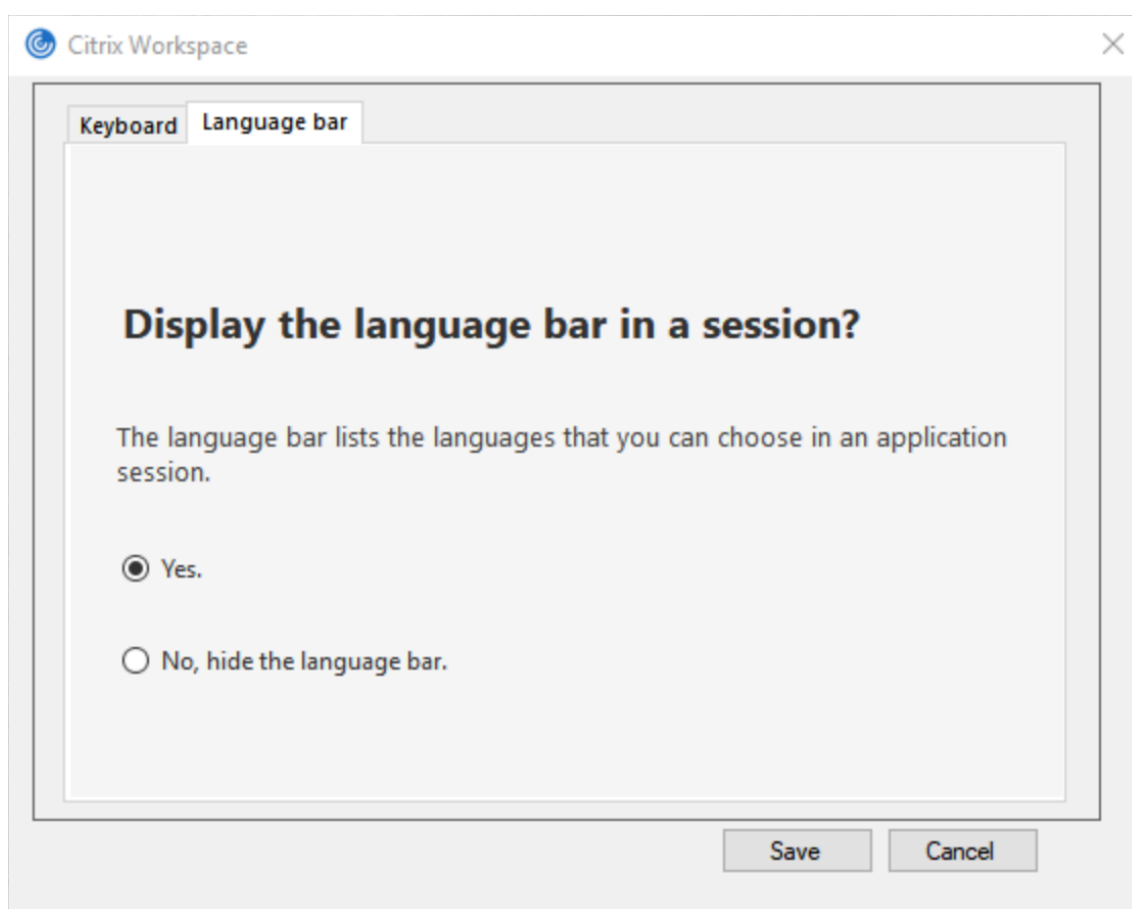 Citrix Workspace
Keyboard
Language bar
Display the language bar in a session?
The language bar lists the languages that you can choose in an application
session.
Yes.
No, hide the language bar.
Save
Cancel